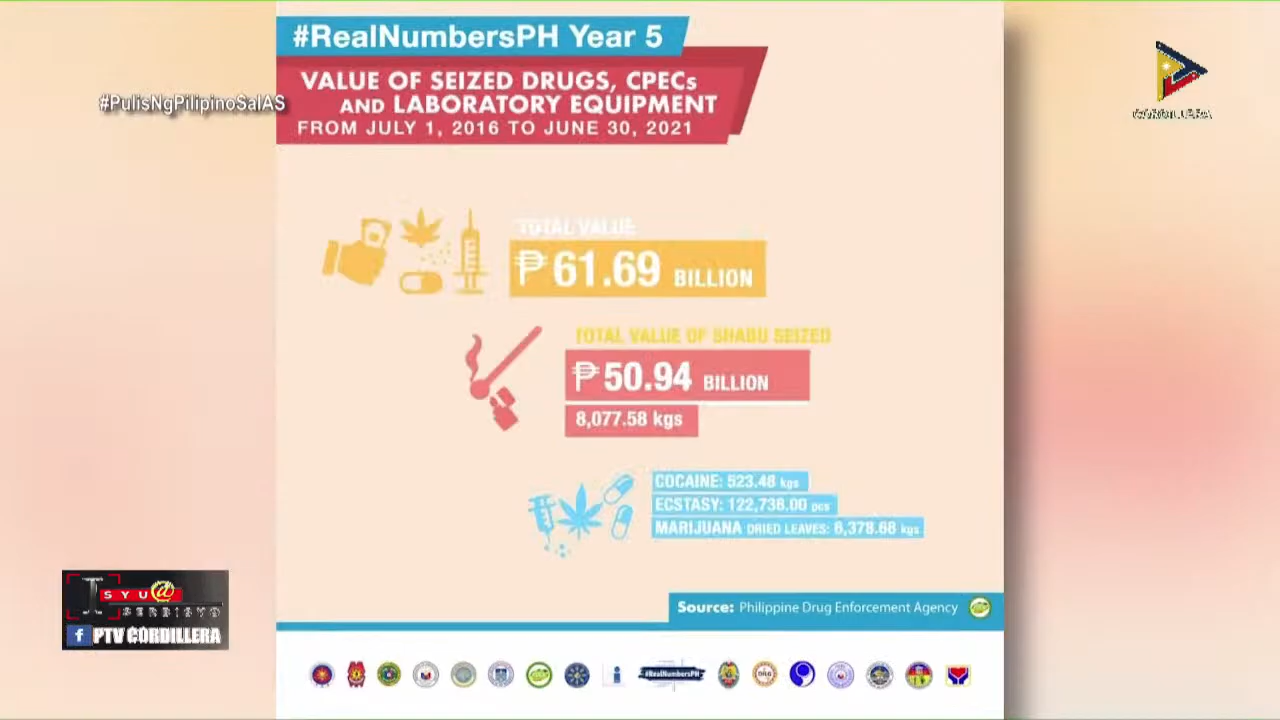 #RealNumbersPH Year 5
VALUE OF SEIZED DRUGS, CPECs
AND LABORATORY EQUIPMENT
FROM JULY 1, 2016 TO JUNE 30, 2021
#PulisNgPilipinoSaIAS
CORDILLERA
TOTAL VALUE
₱ 61.69 BILLION
TOTAL VALUE OF SHABU SEIZED
₱ 50.94 BILLION
8,077.58 kgs
COCAINE: 523.48 kgs
ECSTASY: 122,738.00 pcs
MARIJUANA DRIED LEAVES: 6,378.68 kgs
ISYU@
SERBISYO
f PTV CORDILLERA
Source: Philippine Drug Enforcement Agency
#RealNumbersPH